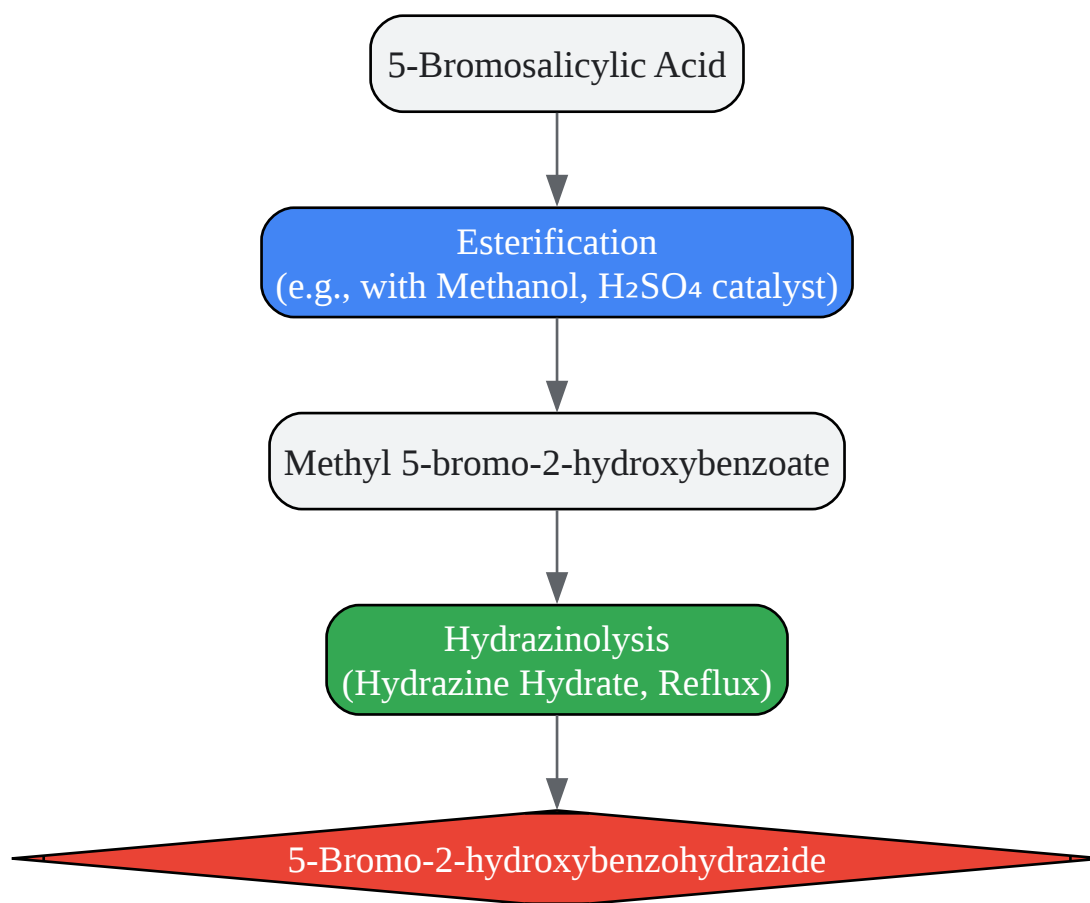 5-Bromosalicylic Acid
Esterification
(e.g., with Methanol, H₂SO₄ catalyst)
Methyl 5-bromo-2-hydroxybenzoate
Hydrazinolysis
(Hydrazine Hydrate, Reflux)
5-Bromo-2-hydroxybenzohydrazide